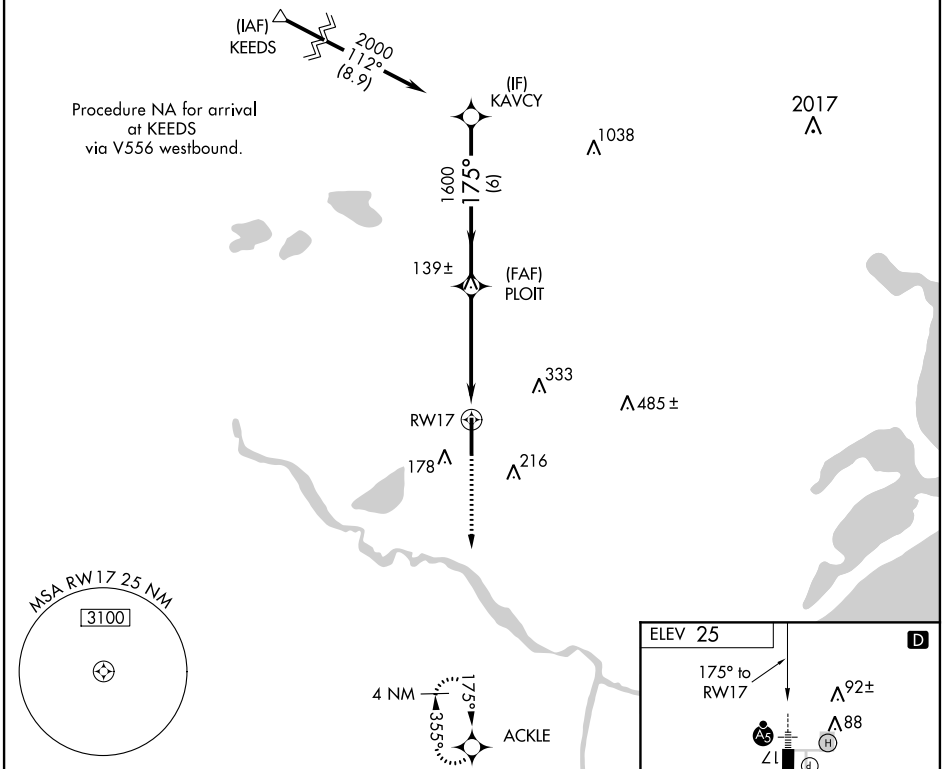 (IAF)
KEEDS
2000
112°
(8.9)
(IF)
KAVCY
Procedure NA for arrival
at KEEDS
via V556 westbound.
1038
2017
1600
175°
(6)
139±
(FAF)
PLOIT
333
485±
RW17
178
216
MSA RW17 25 NM
3100
4 NM
175°
355°
ACKLE
ELEV 25
D
175° to
RW17
92±
88
A5
H
17
P